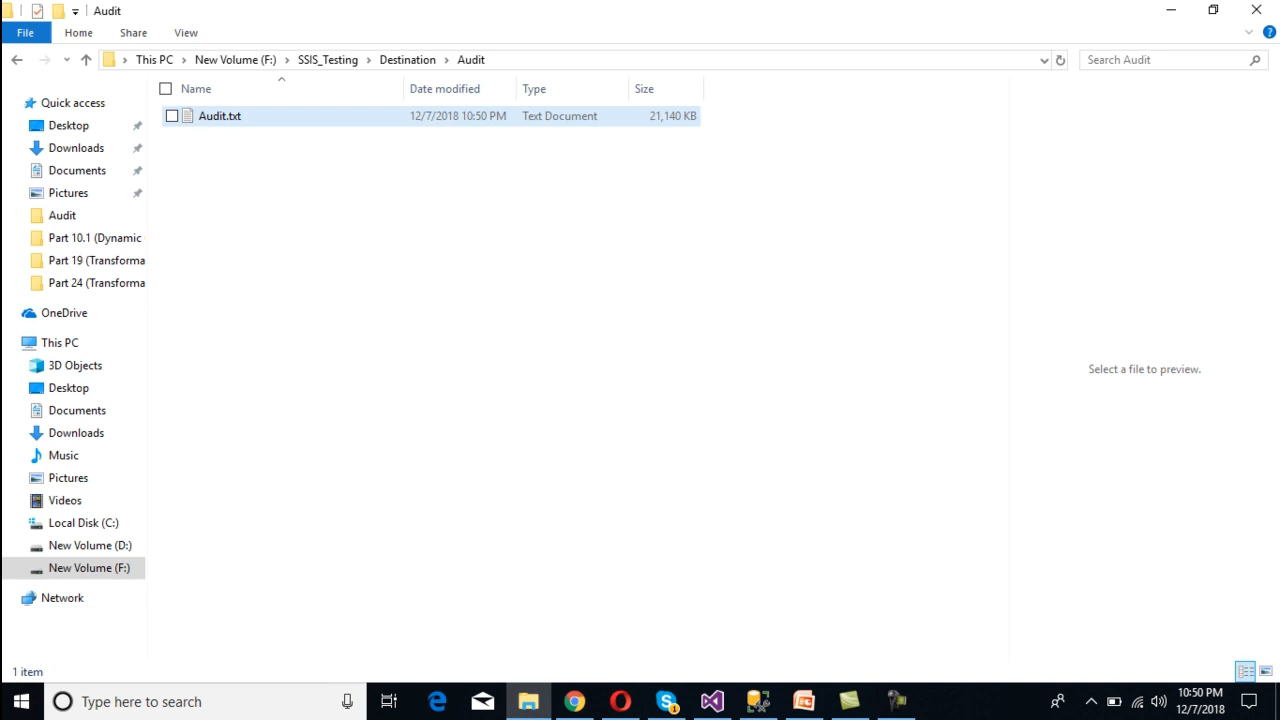 Audit
File Home Share View
This PC New Volume (F:) SSIS_Testing Destination Audit Search Audit
Name Date modified Type Size
Audit.txt 12/7/2018 10:50 PM Text Document 21,140 KB
Quick access
Desktop
Downloads
Documents
Pictures
Audit
Part 10.1 (Dynamic
Part 19 (Transforma
Part 24 (Transforma
OneDrive
This PC
3D Objects
Desktop
Documents
Downloads
Music
Pictures
Videos
Local Disk (C:)
New Volume (D:)
New Volume (F:)
Network
Select a file to preview.
1 item
Type here to search
10:50 PM
12/7/2018